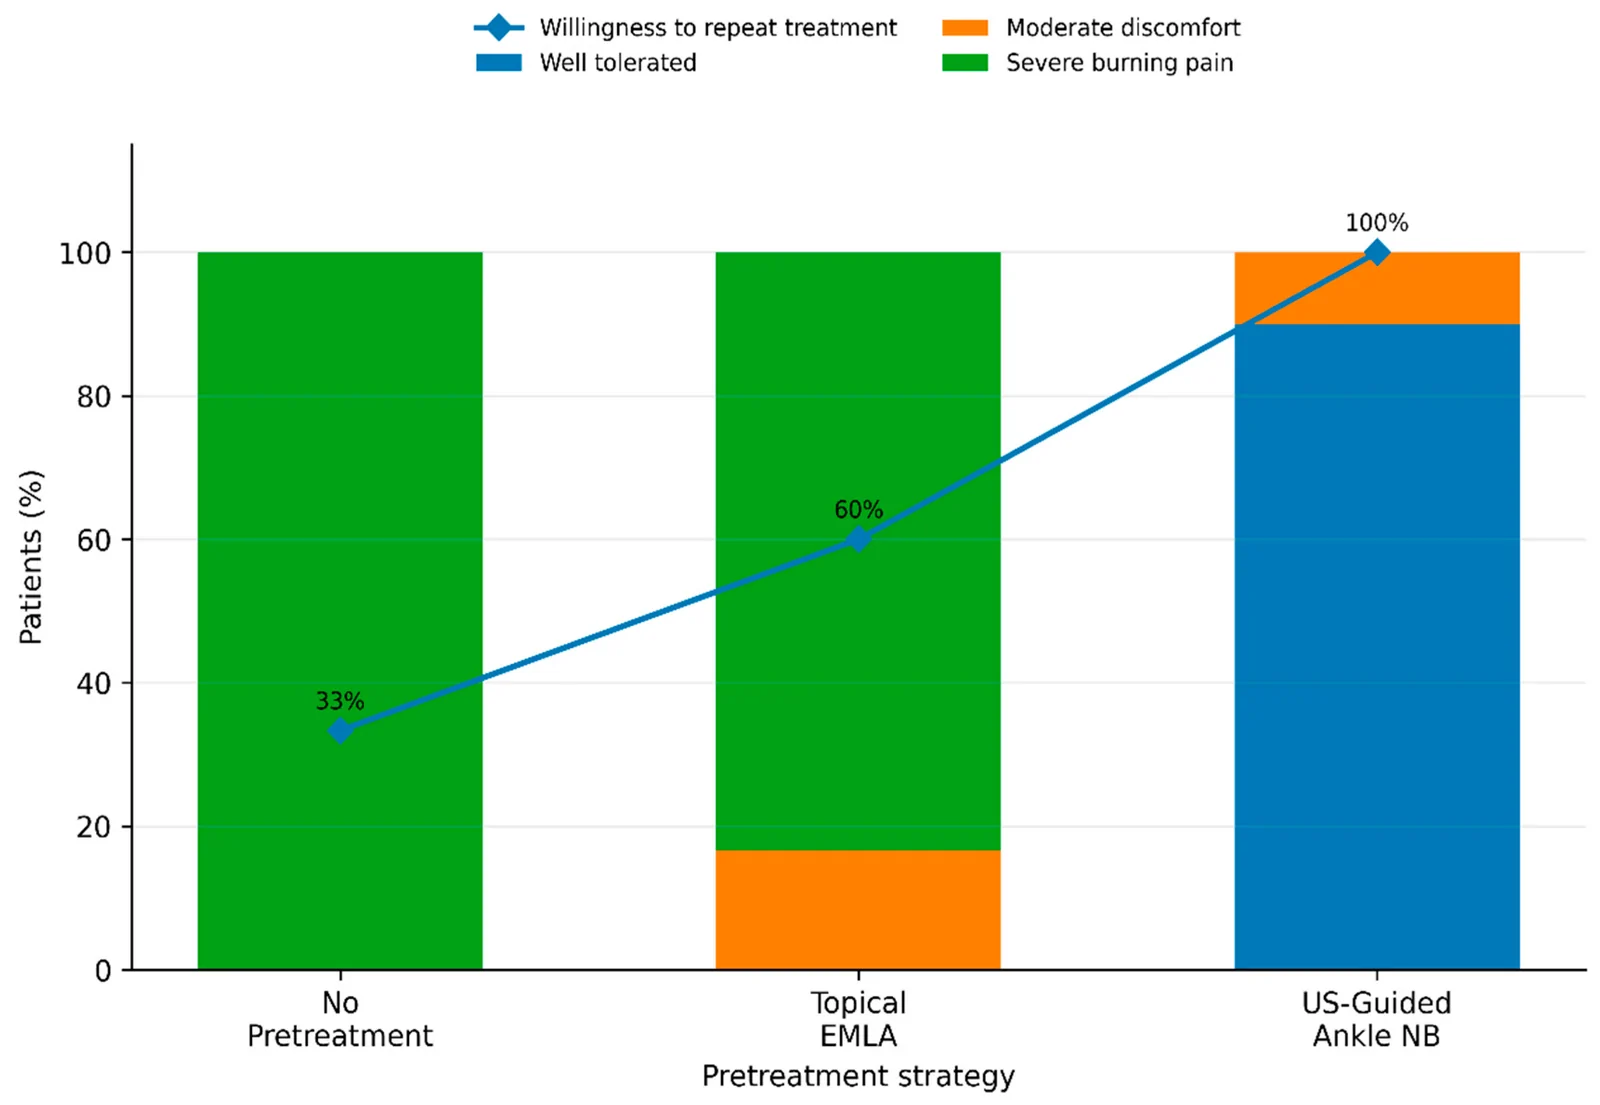 Willingness to repeat treatment
Well tolerated
Moderate discomfort
Severe burning pain
100%
100
80
60%
60
Patients (%)
40
33%
20
0
No
Pretreatment
Topical
EMLA
US-Guided
Ankle NB
Pretreatment strategy